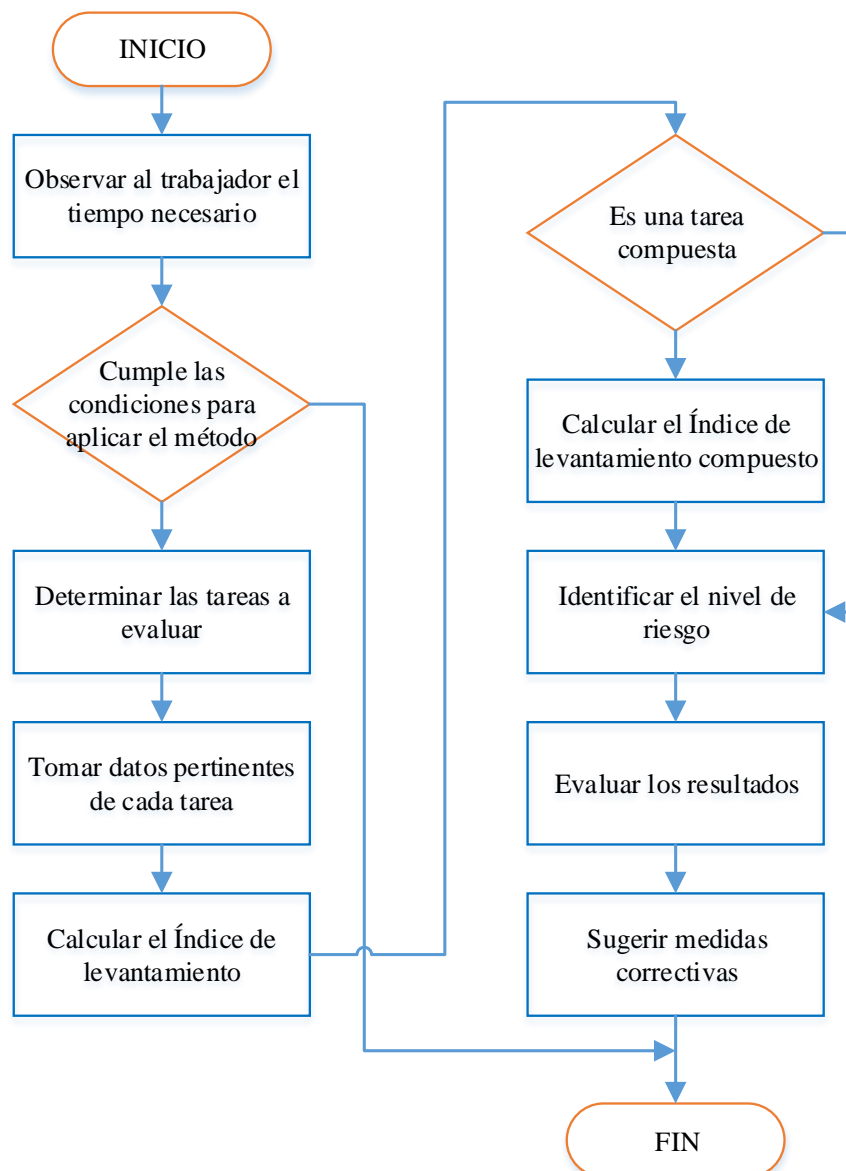 INICIO
Observar al trabajador el
tiempo necesario
Cumple las
condiciones para
aplicar el método
Determinar las tareas a
evaluar
Tomar datos pertinentes
de cada tarea
Calcular el Índice de
levantamiento
Es una tarea
compuesta
Calcular el Índice de
levantamiento compuesto
Identificar el nivel de
riesgo
Evaluar los resultados
Sugerir medidas
correctivas
FIN